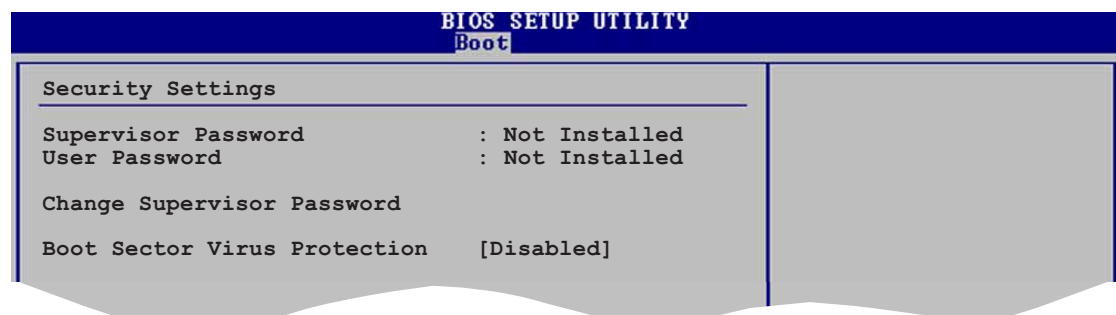 BIOS SETUP UTILITY
Boot
Security Settings
Supervisor Password : Not Installed
User Password : Not Installed
Change Supervisor Password
Boot Sector Virus Protection [Disabled]